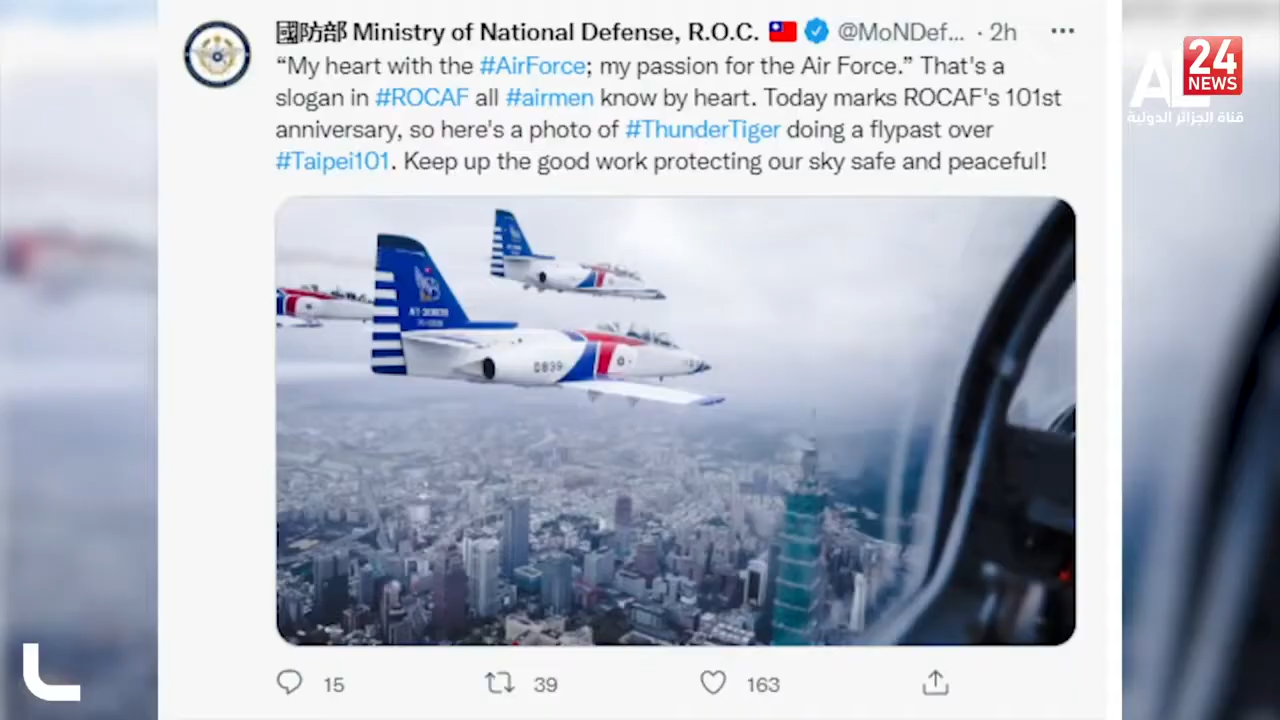 國防部 Ministry of National Defense, R.O.C. @MoNDef... · 2h
“My heart with the #AirForce; my passion for the Air Force.” That's a
slogan in #ROCAF all #airmen know by heart. Today marks ROCAF's 101st
anniversary, so here's a photo of #ThunderTiger doing a flypast over
#Taipei101. Keep up the good work protecting our sky safe and peaceful!
0839
15
39
163
AL 24 NEWS
قناة الجزائر الدولية